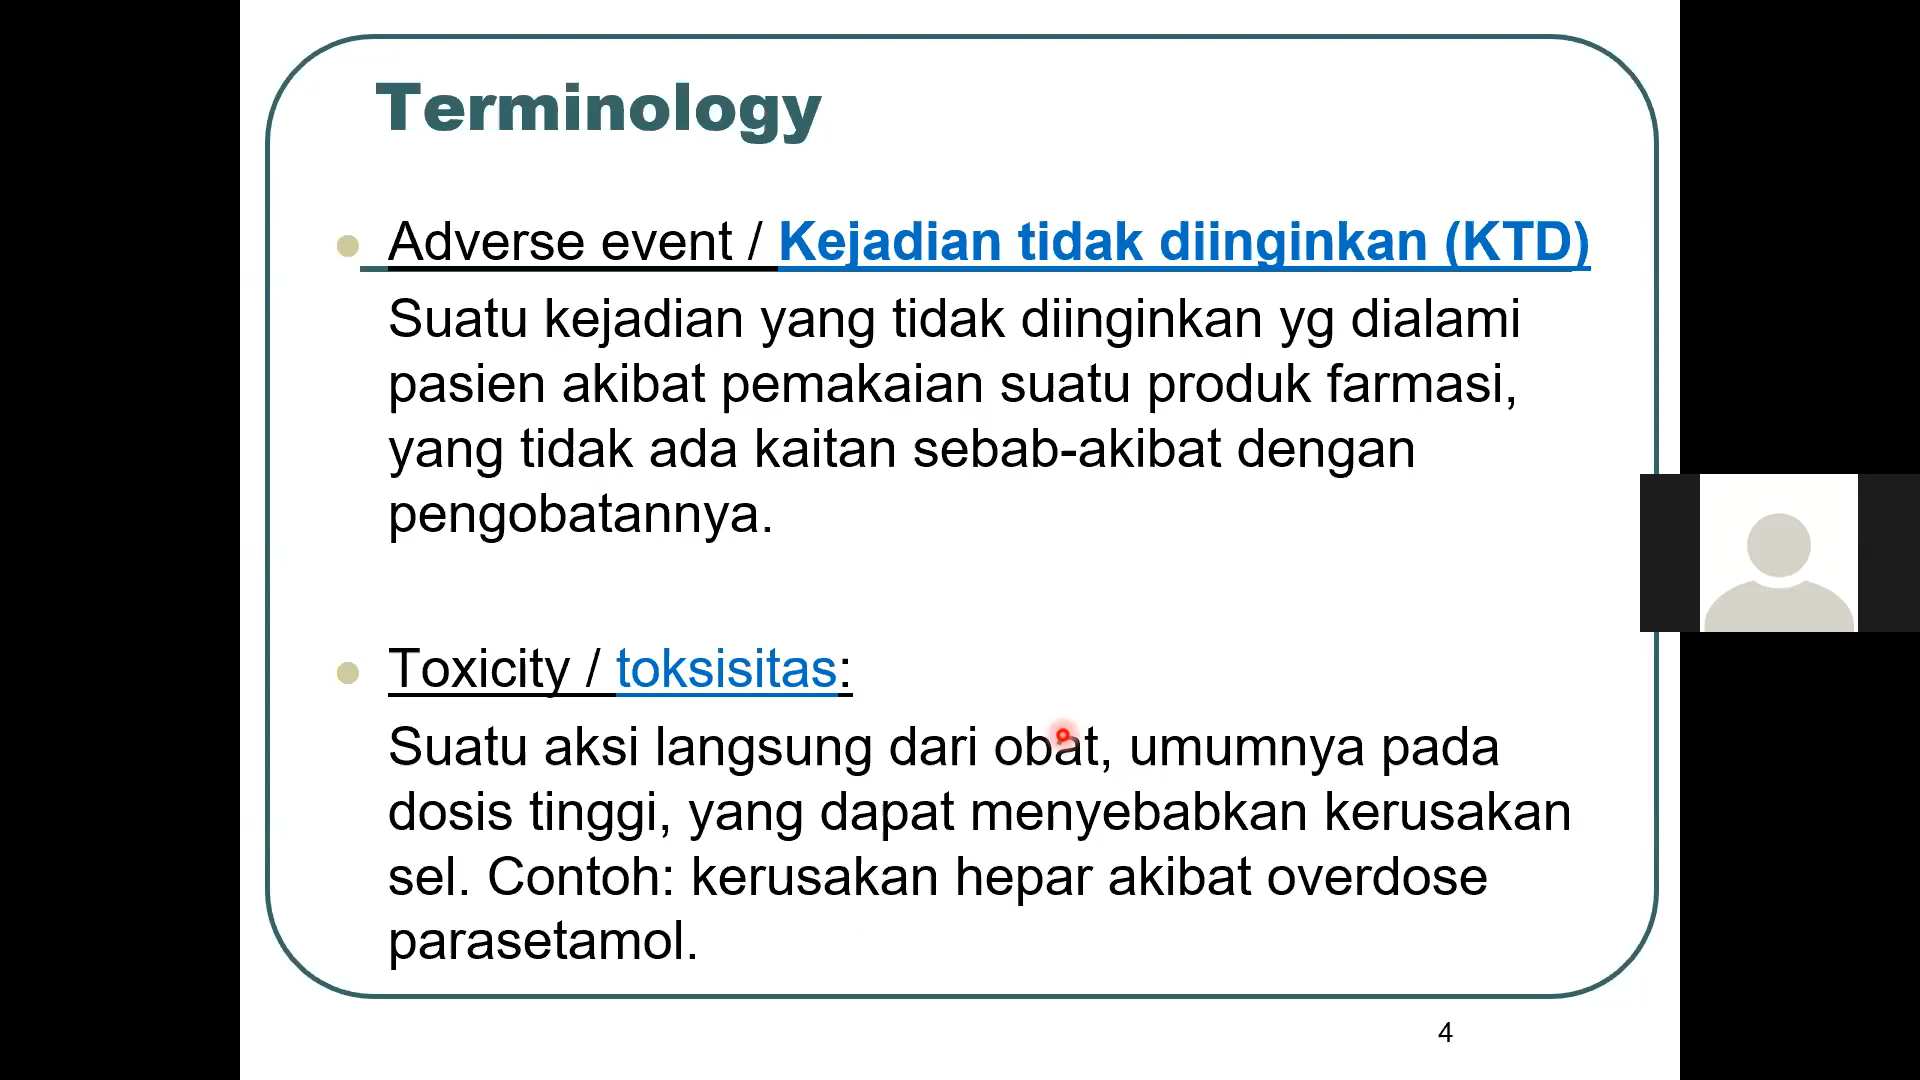 Terminology
Adverse event / Kejadian tidak diinginkan (KTD)
Suatu kejadian yang tidak diinginkan yg dialami
pasien akibat pemakaian suatu produk farmasi,
yang tidak ada kaitan sebab-akibat dengan
pengobatannya.
Toxicity / toksisitas:
Suatu aksi langsung dari obat, umumnya pada
dosis tinggi, yang dapat menyebabkan kerusakan
sel. Contoh: kerusakan hepar akibat overdose
parasetamol.
4